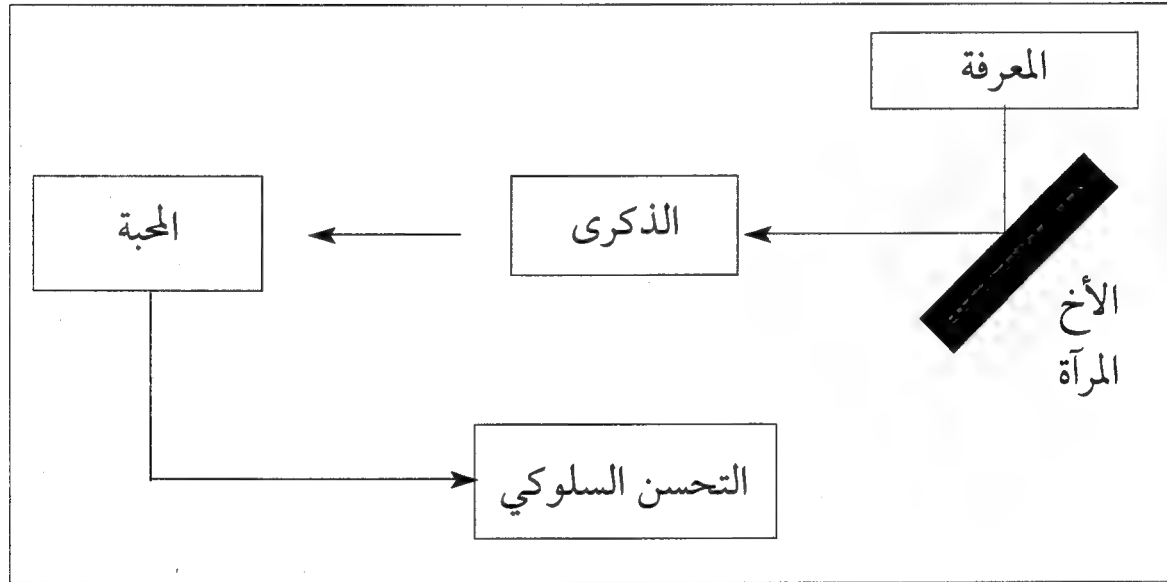 المعرفة
الذكرى
المحبة
الأخ
المرآة
التحسن السلوكي